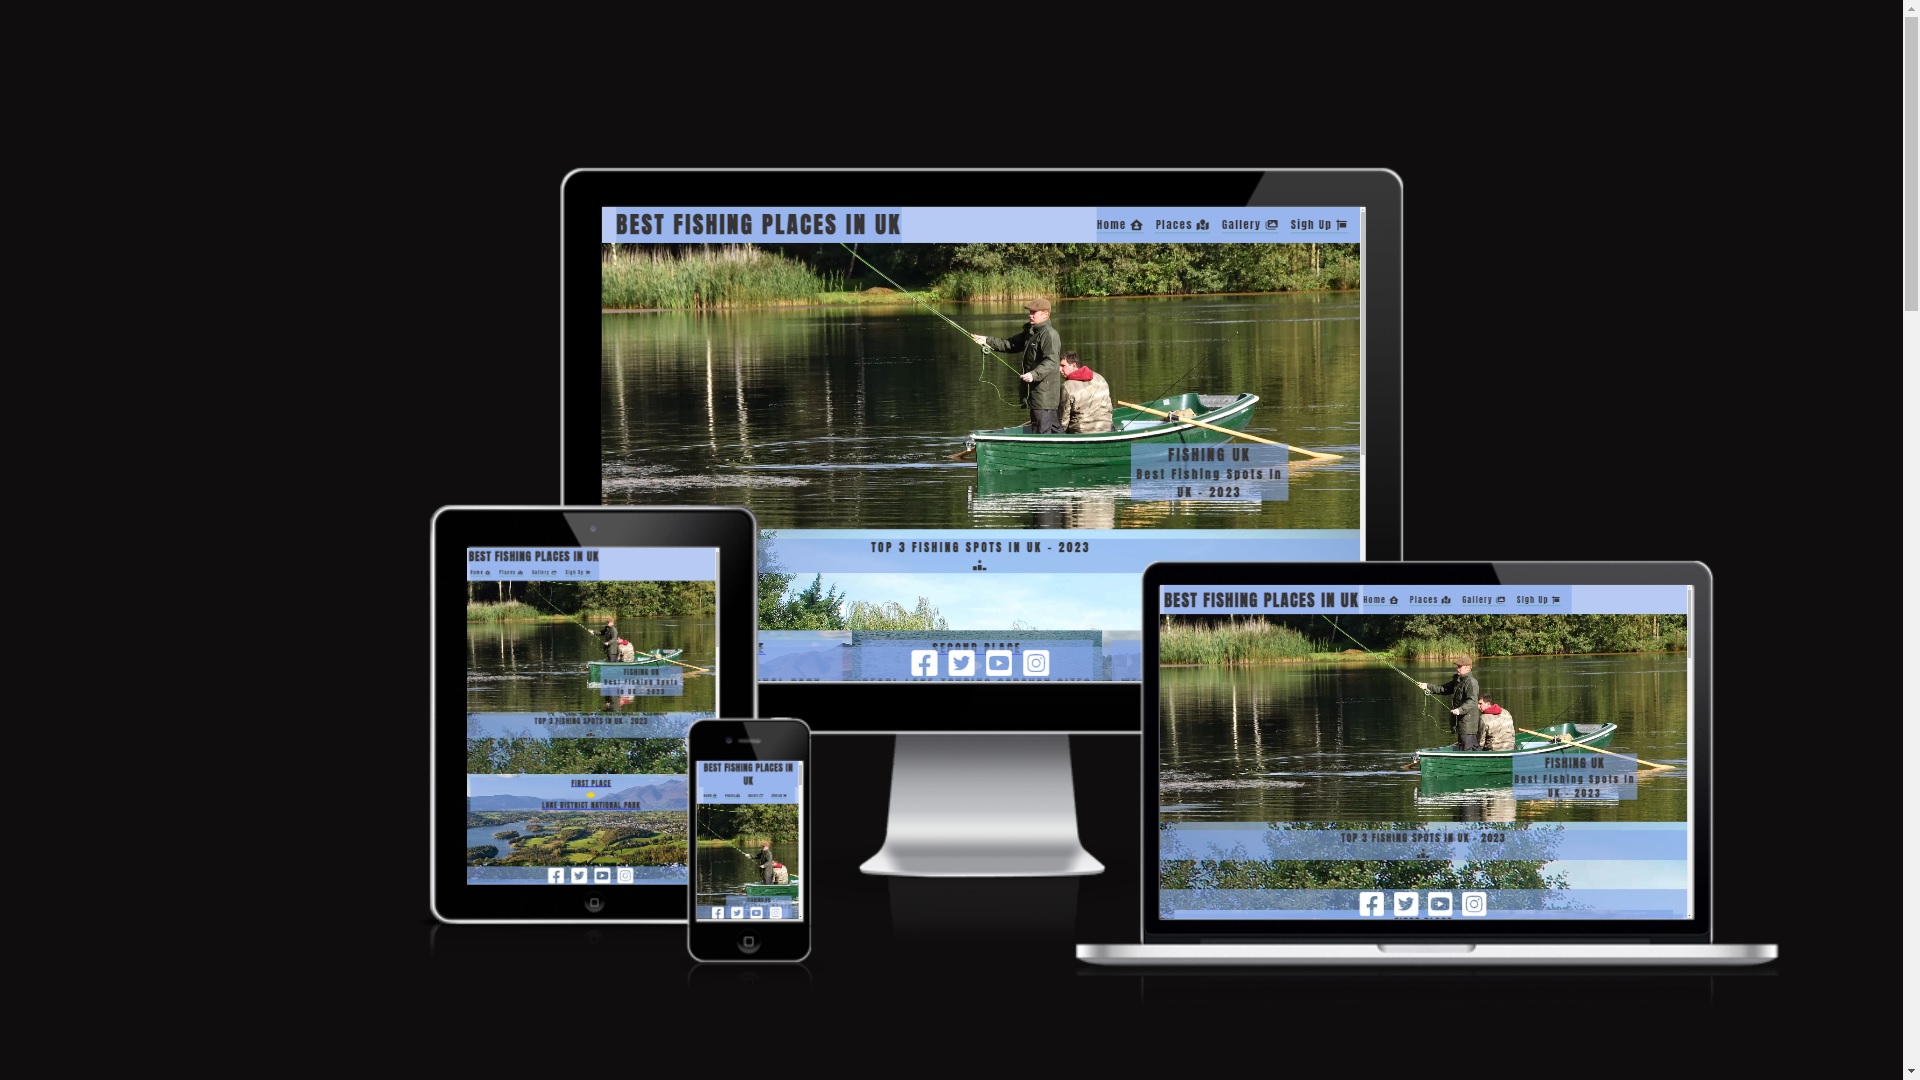 BEST FISHING PLACES IN UK
Home Places Gallery Sigh Up
FISHING UK
Best Fishing Spots In
UK - 2023
TOP 3 FISHING SPOTS IN UK - 2023
SECOND PLACE
BEST FISHING PLACES IN UK
Home Places Gallery Sigh Up
FISHING UK
Best Fishing Spots
In UK - 2023
TOP 3 FISHING SPOTS IN UK - 2023
FIRST PLACE
LAKE DISTRICT NATIONAL PARK
BEST FISHING PLACES IN
UK
BEST FISHING PLACES IN UK
Home Places Gallery Sigh Up
FISHING UK
Best Fishing Spots In
UK - 2023
TOP 3 FISHING SPOTS IN UK - 2023